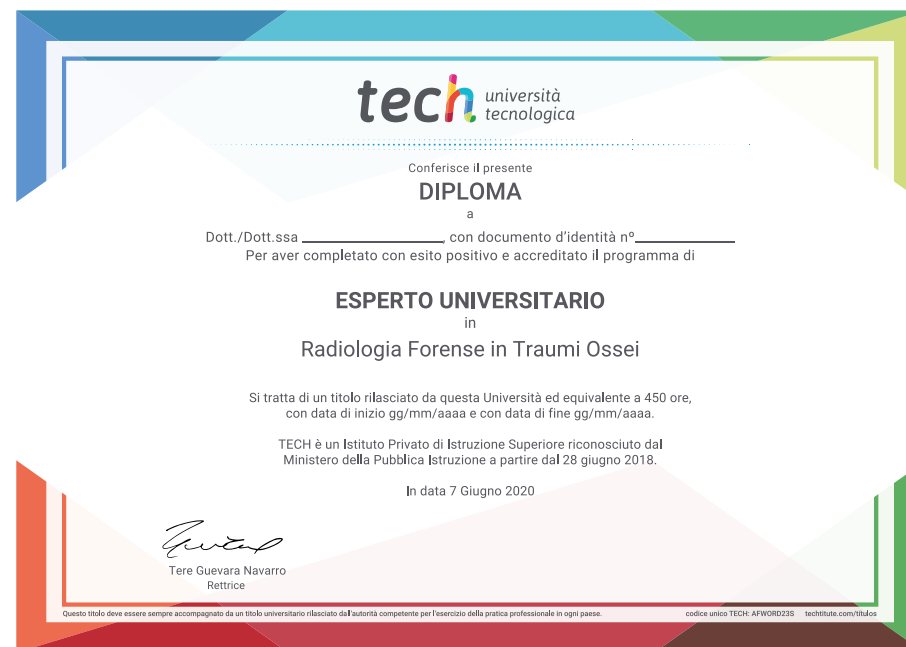 tech università
tecnologica
Conferisce il presente
DIPLOMA
a
Dott./Dott.ssa ____________________, con documento d'identità nº______________
Per aver completato con esito positivo e accreditato il programma di
ESPERTO UNIVERSITARIO
in
Radiologia Forense in Traumi Ossei
Si tratta di un titolo rilasciato da questa Università ed equivalente a 450 ore,
con data di inizio gg/mm/aaaa e con data di fine gg/mm/aaaa.
TECH è un Istituto Privato di Istruzione Superiore riconosciuto dal
Ministero della Pubblica Istruzione a partire dal 28 giugno 2018.
In data 7 Giugno 2020
Tere Guevara Navarro
Rettrice
Questo titolo deve essere sempre accompagnato da un titolo universitario rilasciato dall'autorità competente per l'esercizio della pratica professionale in ogni paese. codice unico TECH: AFWORD23S techtitute.com/titulos